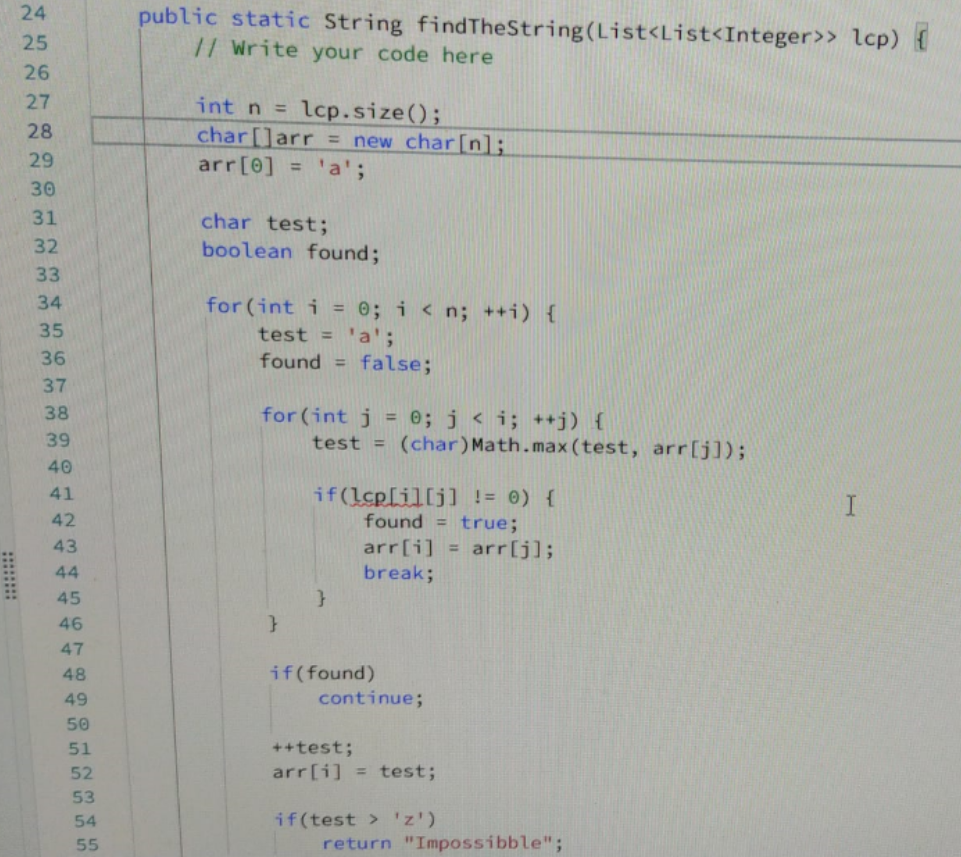 24 public static String findTheString(List<List<Integer>> lcp) {
25 // Write your code here
26
27 int n = lcp.size();
28 char[]arr = new char[n];
29 arr[0] = 'a';
30
31 char test;
32 boolean found;
33
34 for(int i = 0; i < n; ++i) {
35 test = 'a';
36 found = false;
37
38 for(int j = 0; j < i; ++j) {
39 test = (char)Math.max(test, arr[j]);
40
41 if(lcp[i][j] != 0) {
42 found = true;
43 arr[i] = arr[j];
44 break;
45 }
46 }
47
48 if(found)
49 continue;
50
51 ++test;
52 arr[i] = test;
53
54 if(test > 'z')
55 return "Impossibble";